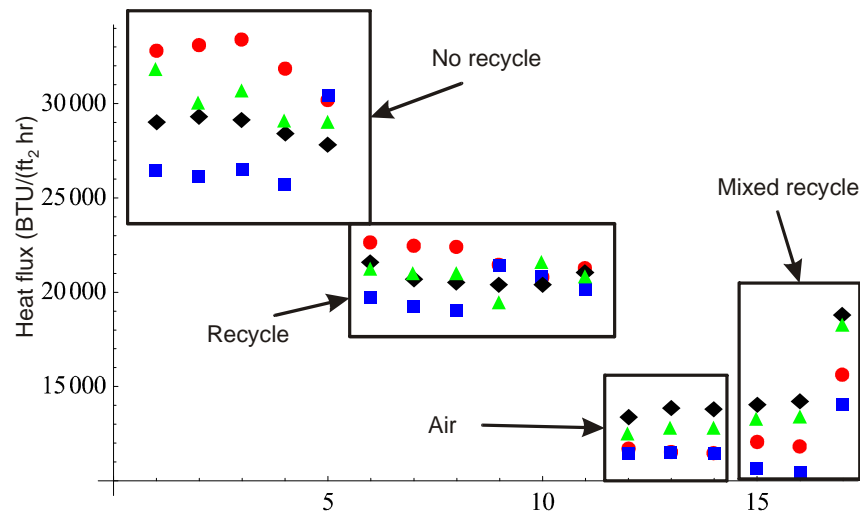 No recycle
30 000
25 000
Mixed recycle
Heat flux (BTU/(ft₂ hr)
20 000
Recycle
15 000
Air
5
10
15